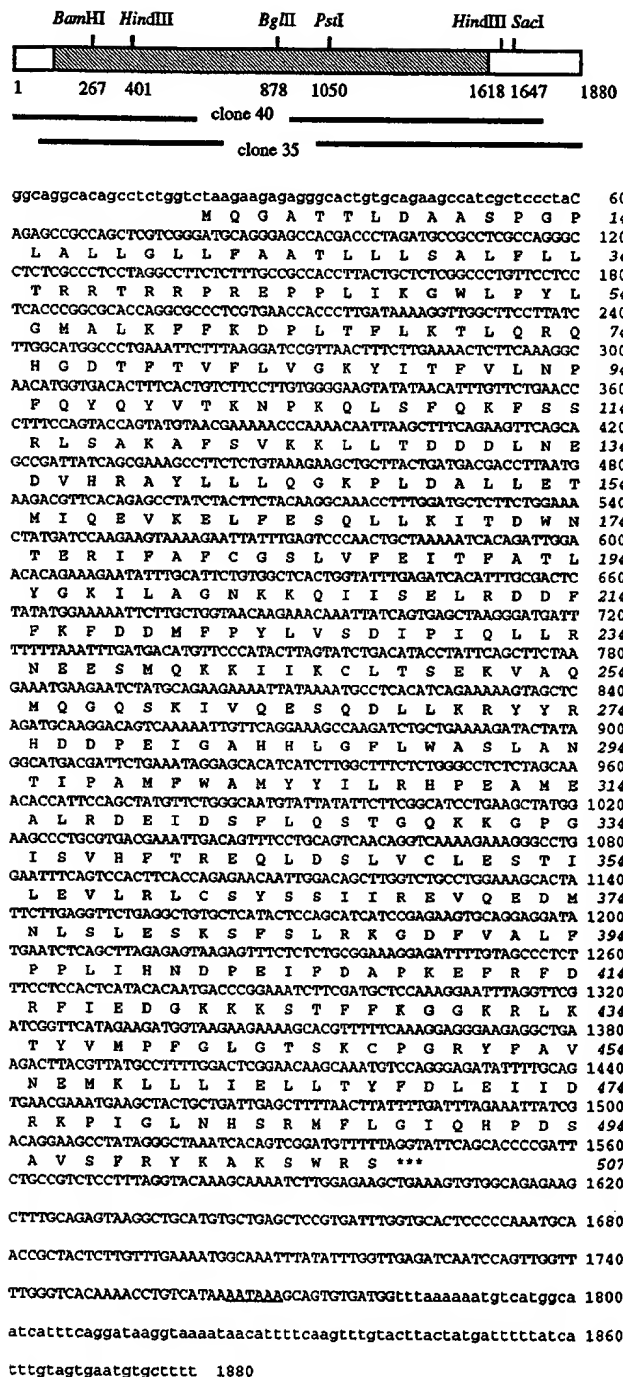 BamHI HindIII BglII PstI HindIII SacI
1 267 401 878 1050 1618 1647 1880
clone 40
clone 35
ggcaggcacagcctctggtctaagaagagagggcactgtgcagaagccatcgctccctaC 60
M Q G A T T L D A A S P G P 14
AGAGCCGCCAGCTCGTCGGGATGCAGGGAGCCACGACCCTAGATGCCGCCTCGCCAGGGC 120
L A L L G L L F A A T L L L S A L F L L 34
CTCTCGCCCTCCTAGGCCTTCTCTTTGCCGCCACCTTACTGCTCTCGGCCCTGTTCCTCC 180
T R R T R R P R E P P L I K G W L P Y L 54
TCACCCGGCGCACCAGGCGCCCTCGTGAACCACCCTTGATAAAAGGTTGGCTTCCTTATC 240
G M A L K F F K D P L T F L K T L Q R Q 74
TTGGCATGGCCCTGAAATTCTTTAAGGATCCGTTAACTTTCTTGAAAACTCTTCAAAGGC 300
H G D T F T V F L V G K Y I T F V L N P 94
AACATGGTGACACTTTCACTGTCTTCCTTGTGGGGAAGTATATAACATTTGTTCTGAACC 360
F Q Y Q Y V T K N P K Q L S F Q K F S S 114
CTTTCCAGTACCAGTATGTAACGAAAAACCCAAAACAATTAAGCTTTCAGAAGTTCAGCA 420
R L S A K A F S V K K L L T D D D L N E 134
GCCGATTATCAGCGAAAGCCTTCTCTGTAAAGAAGCTGCTTACTGATGACGACCTTAATG 480
D V H R A Y L L L Q G K P L D A L L E T 154
AAGACGTTCACAGAGCCTATCTACTTCTACAAGGCAAACCTTTGGATGCTCTTCTGGAAA 540
M I Q E V K E L F E S Q L L K I T D W N 174
CTATGATCCAAGAAGTAAAAGAATTATTTGAGTCCCAACTGCTAAAAATCACAGATTGGA 600
T E R I F A F C G S L V F E I T F A T L 194
ACACAGAAAGAATATTTGCATTCTGTGGCTCACTGGTATTTGAGATCACATTTGCGACTC 660
Y G K I L A G N K K Q I I S E L R D D F 214
TATATGGAAAAATTCTTGCTGGTAACAAGAAACAAATTATCAGTGAGCTAAGGGATGATT 720
F K F D D M F P Y L V S D I P I Q L L R 234
TTTTTAAATTTGATGACATGTTCCCATACTTAGTATCTGACATACCTATTCAGCTTCTAA 780
N E E S M Q K K I I K C L T S E K V A Q 254
GAAATGAAGAATCTATGCAGAAGAAAATTATAAAATGCCTCACATCAGAAAAAGTAGCTC 840
M Q G Q S K I V Q E S Q D L L K R Y Y R 274
AGATGCAAGGACAGTCAAAAATTGTTCAGGAAAGCCAAGATCTGCTGAAAAGATACTATA 900
H D D P E I G A H H L G F L W A S L A N 294
GGCATGACGATTCTGAAATAGGAGCACATCATCTTGGCTTTCTCTGGGCCTCTCTAGCAA 960
T I P A M F W A M Y Y I L R H P E A M E 314
ACACCATTCCAGCTATGTTCTGGGCAATGTATTATATTCTTCGGCATCCTGAAGCTATGG 1020
A L R D E I D S F L Q S T G Q K K G P G 334
AAGCCCTGCGTGACGAAATTGACAGTTTCCTGCAGTCAACAGGTCAAAAGAAAGGGCCTG 1080
I S V H F T R E Q L D S L V C L E S T I 354
GAATTTCAGTCCACTTCACCAGAGAACAATTGGACAGCTTGGTCTGCCTGGAAAGCACTA 1140
L E V L R L C S Y S S I I R E V Q E D M 374
TTCTTGAGGTTCTGAGGCTGTGCTCATACTCCAGCATCATCCGAGAAGTGCAGGAGGATA 1200
N L S L E S K S F S L R K G D F V A L F 394
TGAATCTCAGCTTAGAGAGTAAGAGTTTCTCTCTGCGGAAAGGAGATTTTGTAGCCCTCT 1260
P P L I H N D P E I F D A P K E F R F D 414
TTCCTCCACTCATACACAATGACCCGGAAATCTTCGATGCTCCAAAGGAATTTAGGTTCG 1320
R F I E D G K K K S T F F K G G K R L K 434
ATCGGTTCATAGAAGATGGTAAGAAGAAAAGCACGTTTTTCAAAGGAGGGAAGAGGCTGA 1380
T Y V M P F G L G T S K C P G R Y F A V 454
AGACTTACGTTATGCCTTTTGGACTCGGAACAAGCAAATGTCCAGGGAGATATTTTGCAG 1440
N E M K L L L I E L L T Y F D L E I I D 474
TGAACGAAATGAAGCTACTGCTGATTGAGCTTTTAACTTATTTTGATTTAGAAATTATCG 1500
R K P I G L N H S R M F L G I Q H P D S 494
ACAGGAAGCCTATAGGGCTAAATCACAGTCGGATGTTTTTAGGTATTCAGCACCCCGATT 1560
A V S F R Y K A K S W R S *** 507
CTGCCGTCTCCTTTAGGTACAAAGCAAAATCTTGGAGAAGCTGAAAGTGTGGCAGAGAAG 1620
CTTTGCAGAGTAAGGCTGCATGTGCTGAGCTCCGTGATTTGGTGCACTCCCCCAAATGCA 1680
ACCGCTACTCTTGTTTGAAAATGGCAAATTTATATTTGGTTGAGATCAATCCAGTTGGTT 1740
TTGGGTCACAAAACCTGTCATAAAATAAAGCAGTGTGATGGtttaaaaaatgtcatggca 1800
atcatttcaggataaggtaaaataacattttcaagtttgtacttactatgatttttatca 1860
tttgtagtgaatgtgctttt 1880